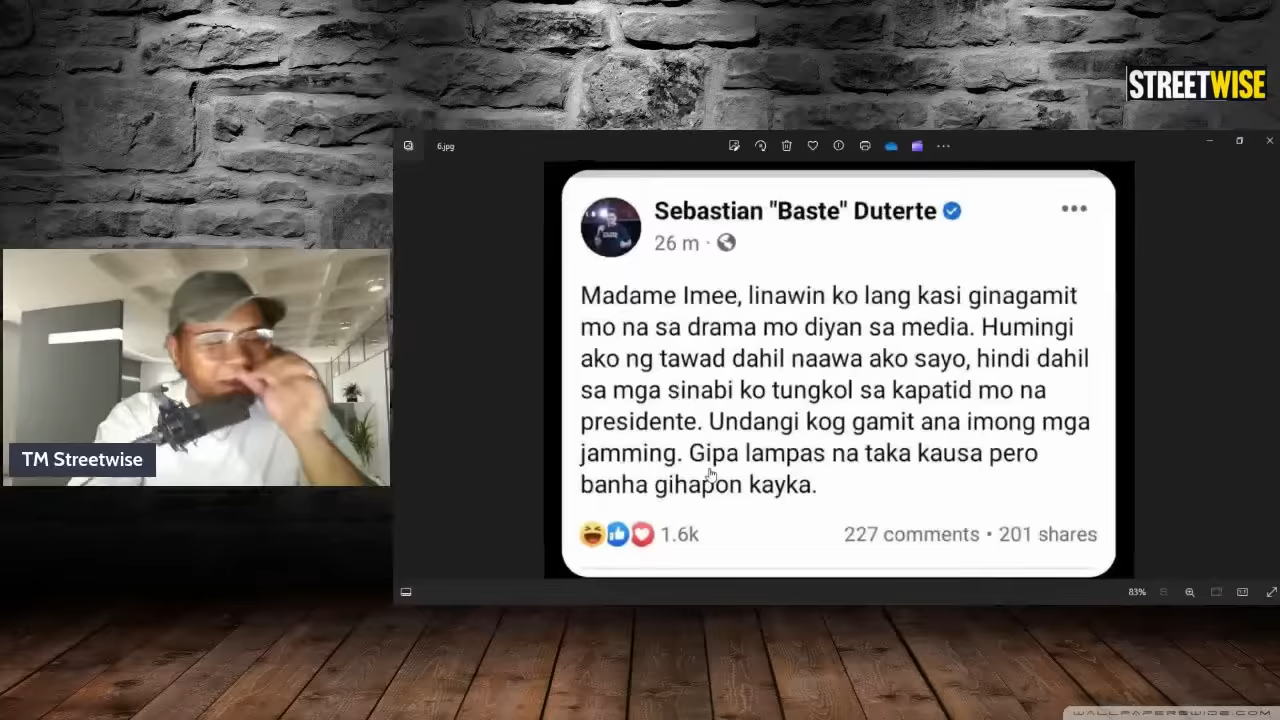 STREETWISE
6.jpg
Sebastian "Baste" Duterte
26 m ·
Madame Imee, linawin ko lang kasi ginagamit
mo na sa drama mo diyan sa media. Humingi
ako ng tawad dahil naawa ako sayo, hindi dahil
sa mga sinabi ko tungkol sa kapatid mo na
presidente. Undangi kog gamit ana imong mga
jamming. Gipa lampas na taka kausa pero
banha gihapon kayka.
1.6k
227 comments • 201 shares
TM Streetwise
83%
WALLPAPERSWIDE.COM